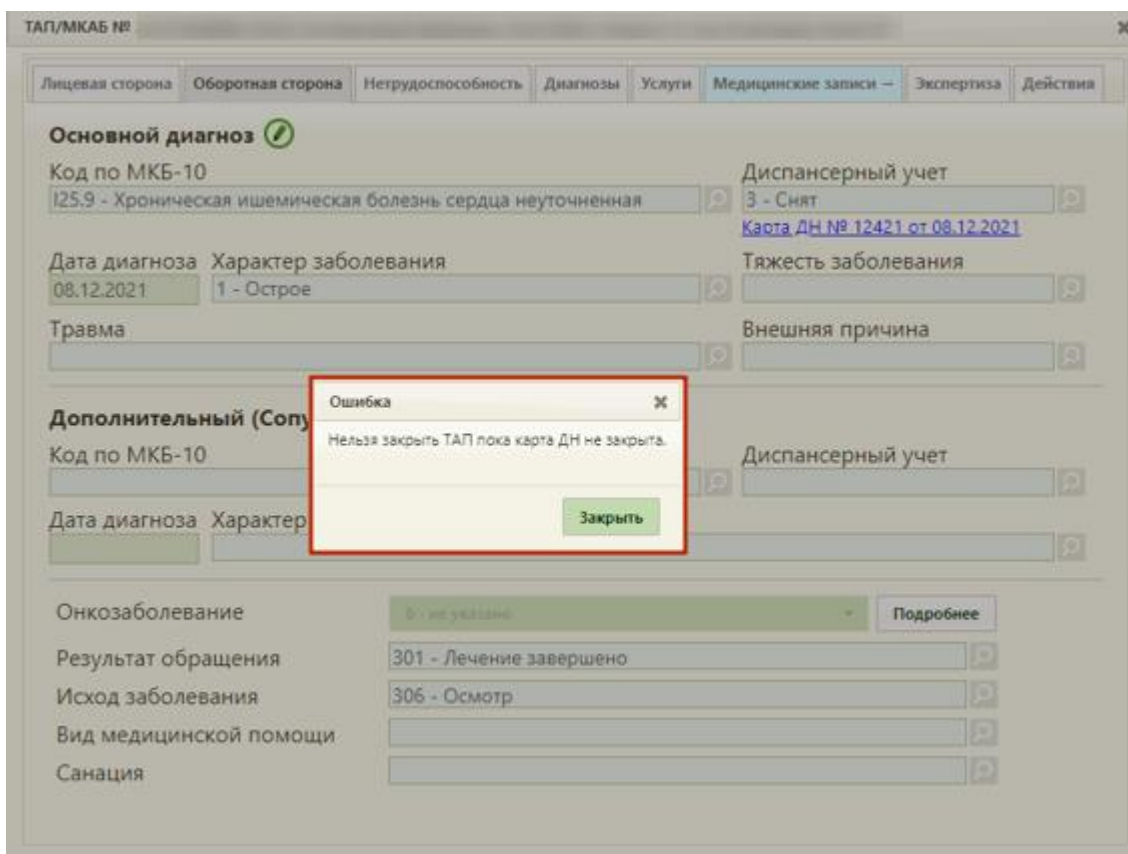 ТАП/МКАБ №
Лицевая сторона Оборотная сторона Нетрудоспособность Диагнозы Услуги Медицинские записи – Экспертиза Действия
Основной диагноз
Код по МКБ-10 Диспансерный учет
I25.9 - Хроническая ишемическая болезнь сердца неуточненная 3 - Снят
Карта ДН № 12421 от 08.12.2021
Дата диагноза Характер заболевания Тяжесть заболевания
08.12.2021 1 - Острое
Травма Внешняя причина
Ошибка
Нельзя закрыть ТАП пока карта ДН не закрыта.
Закрыть
Дополнительный (Сопу
Код по МКБ-10 Диспансерный учет
Дата диагноза Характер
Онкозаболевание 0 - не указано Подробнее
Результат обращения 301 - Лечение завершено
Исход заболевания 306 - Осмотр
Вид медицинской помощи
Санация